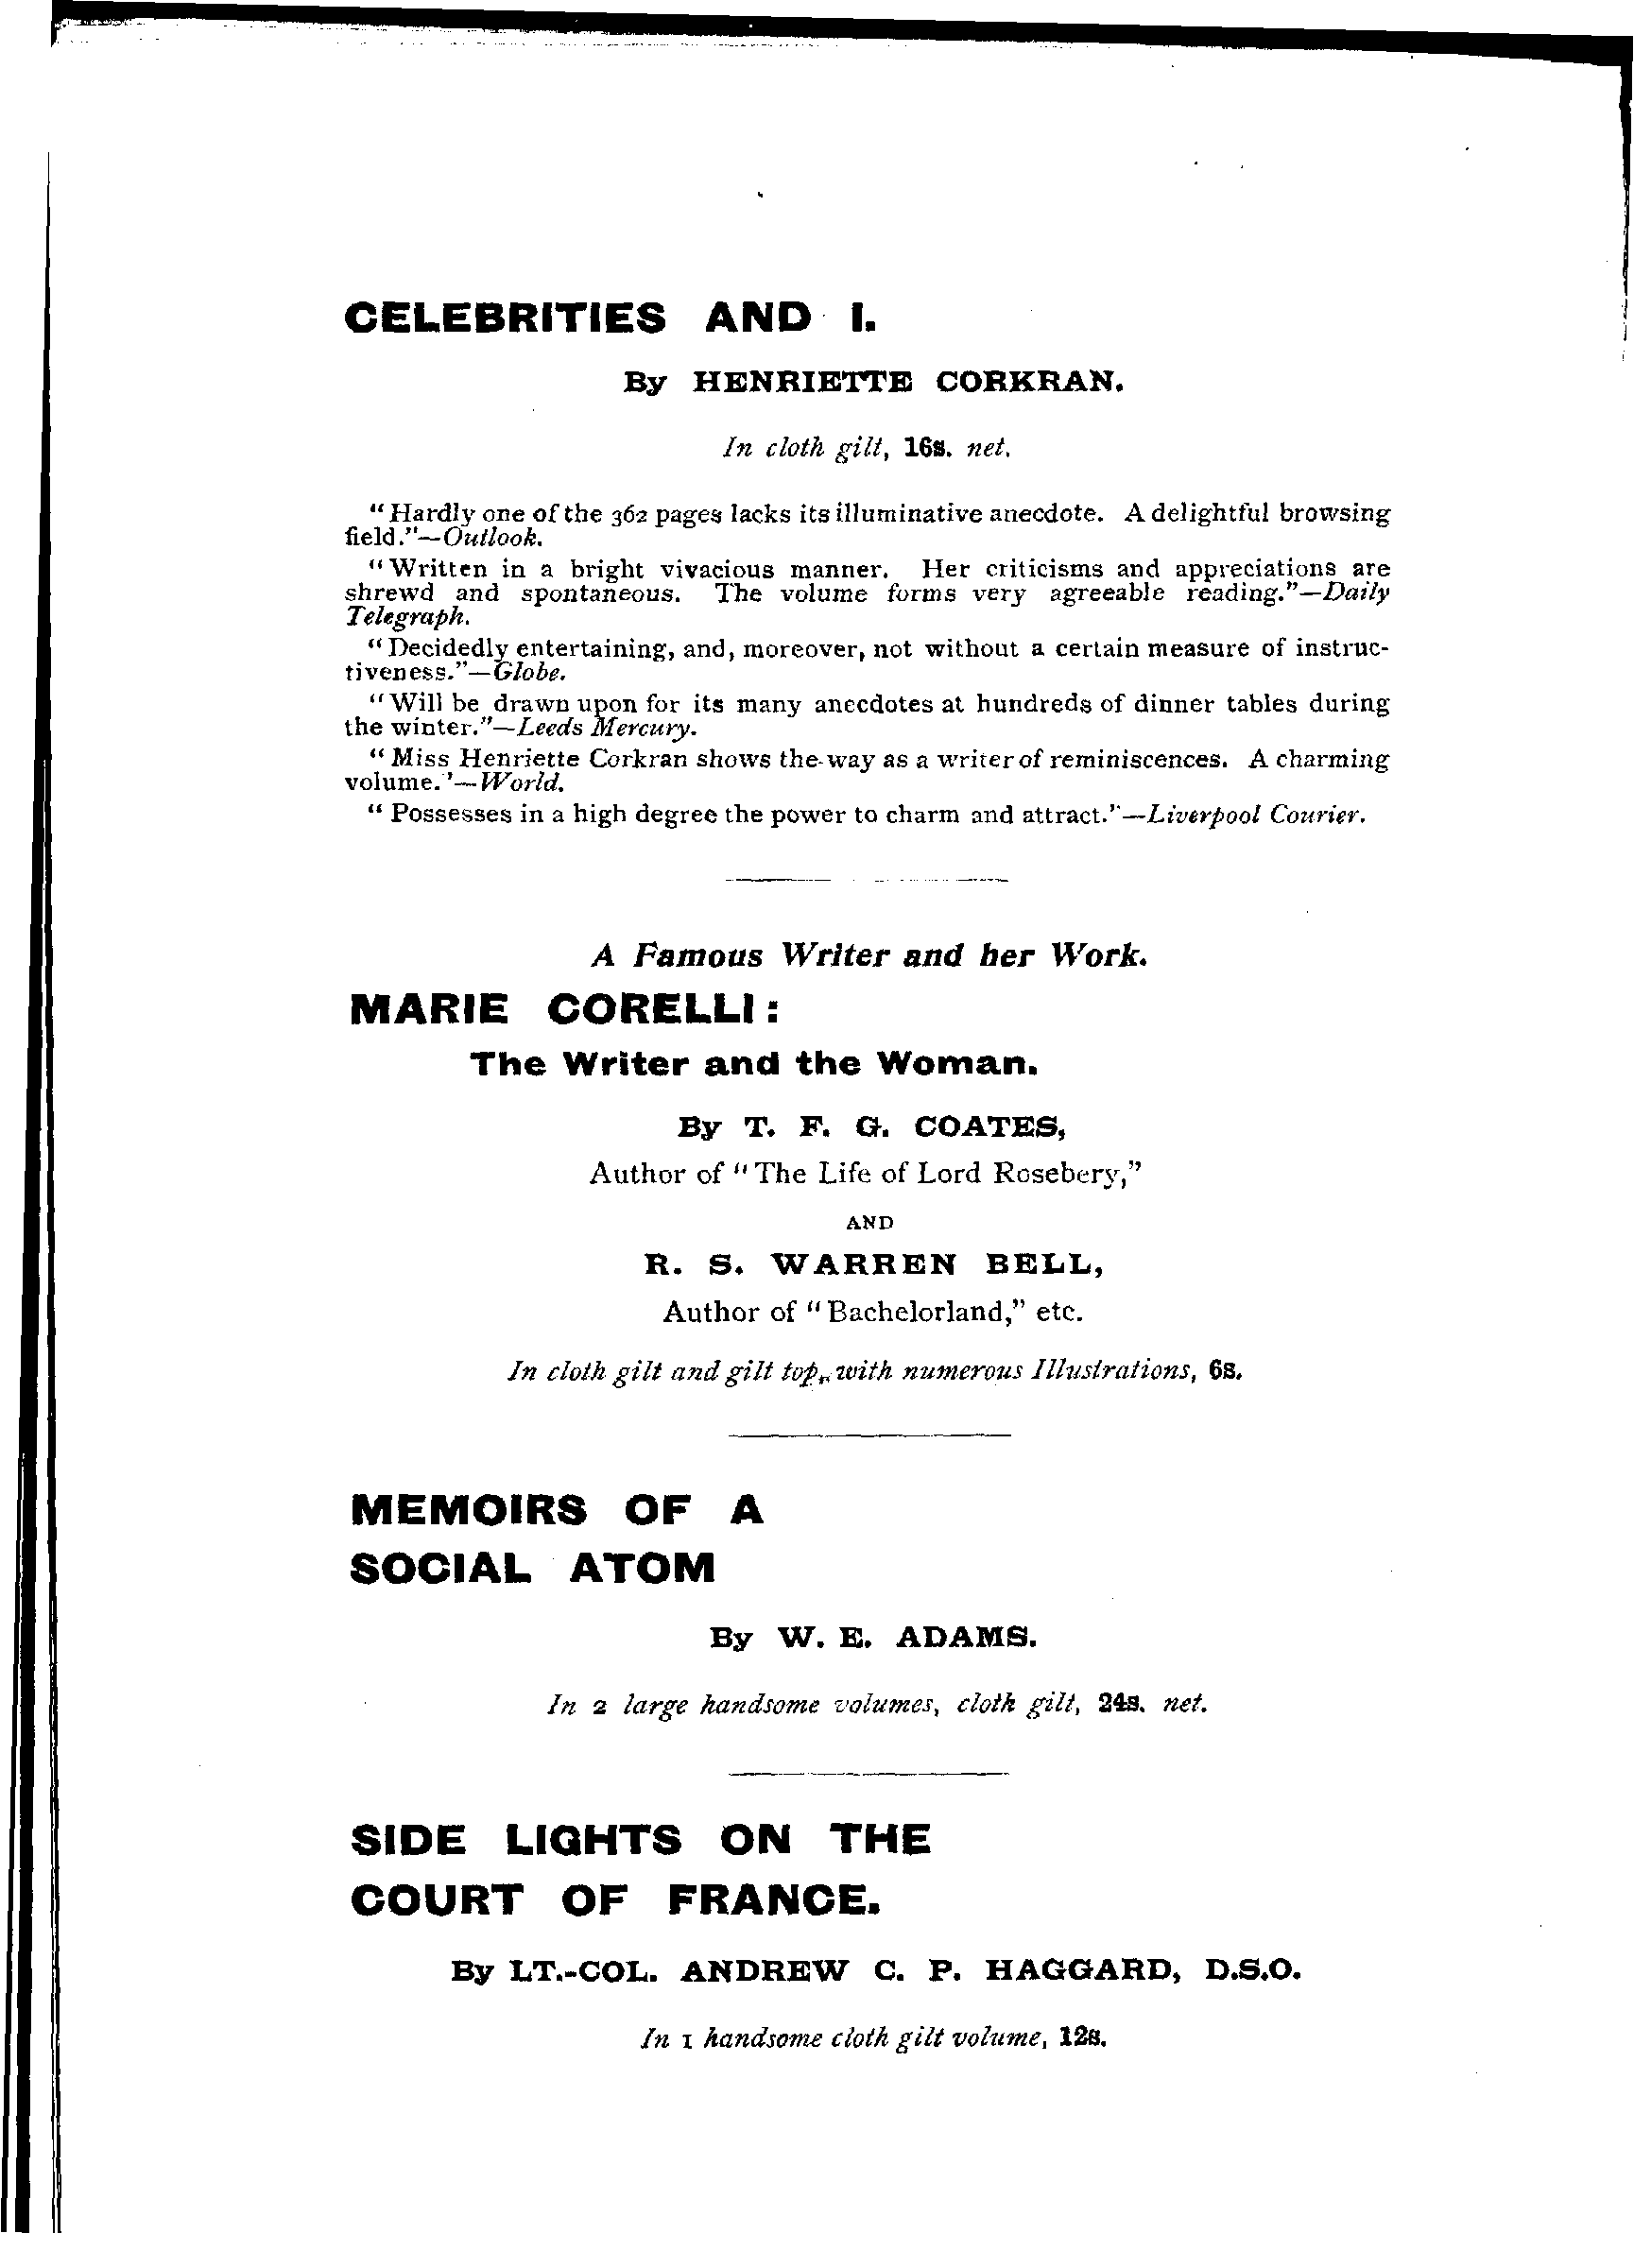 CELEBRITIES AND I.
By HENRIETTE CORKRAN.
In cloth gilt, 16s. net.
"Hardly one of the 362 pages lacks its illuminative anecdote. A delightful browsing
field."—Outlook.
"Written in a bright vivacious manner. Her criticisms and appreciations are
shrewd and spontaneous. The volume forms very agreeable reading."—Daily
Telegraph.
"Decidedly entertaining, and, moreover, not without a certain measure of instruc-
tiveness."—Globe.
"Will be drawn upon for its many anecdotes at hundreds of dinner tables during
the winter."—Leeds Mercury.
"Miss Henriette Corkran shows the way as a writer of reminiscences. A charming
volume.'—World.
"Possesses in a high degree the power to charm and attract."—Liverpool Courier.
A Famous Writer and her Work.
MARIE CORELLI:
The Writer and the Woman.
By T. F. G. COATES,
Author of "The Life of Lord Rosebery,"
AND
R. S. WARREN BELL,
Author of "Bachelorland," etc.
In cloth gilt and gilt top, with numerous Illustrations, 6s.
MEMOIRS OF A
SOCIAL ATOM
By W. E. ADAMS.
In 2 large handsome volumes, cloth gilt, 24s. net.
SIDE LIGHTS ON THE
COURT OF FRANCE.
By LT.-COL. ANDREW C. P. HAGGARD, D.S.O.
In 1 handsome cloth gilt volume, 12s.